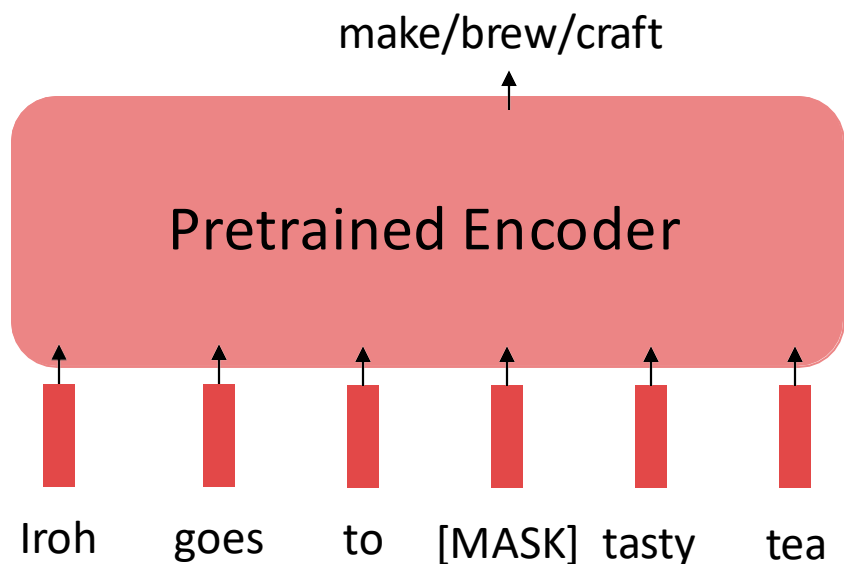 make/brew/craft
Pretrained Encoder
Iroh goes to [MASK] tasty tea